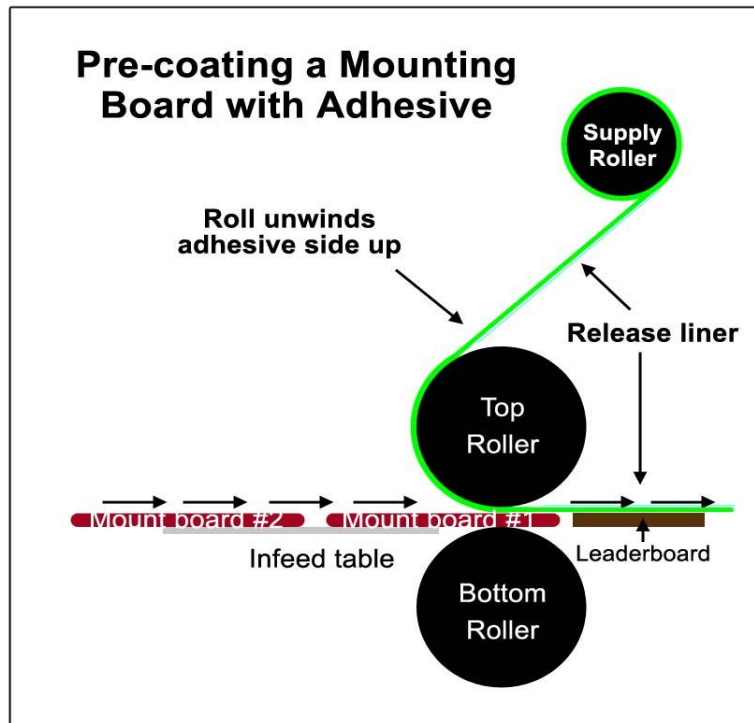 Pre-coating a Mounting
Board with Adhesive
Supply
Roller
Roll unwinds
adhesive side up
Release liner
Top
Roller
Mount board #2
Mount board #1
Infeed table
Leaderboard
Bottom
Roller